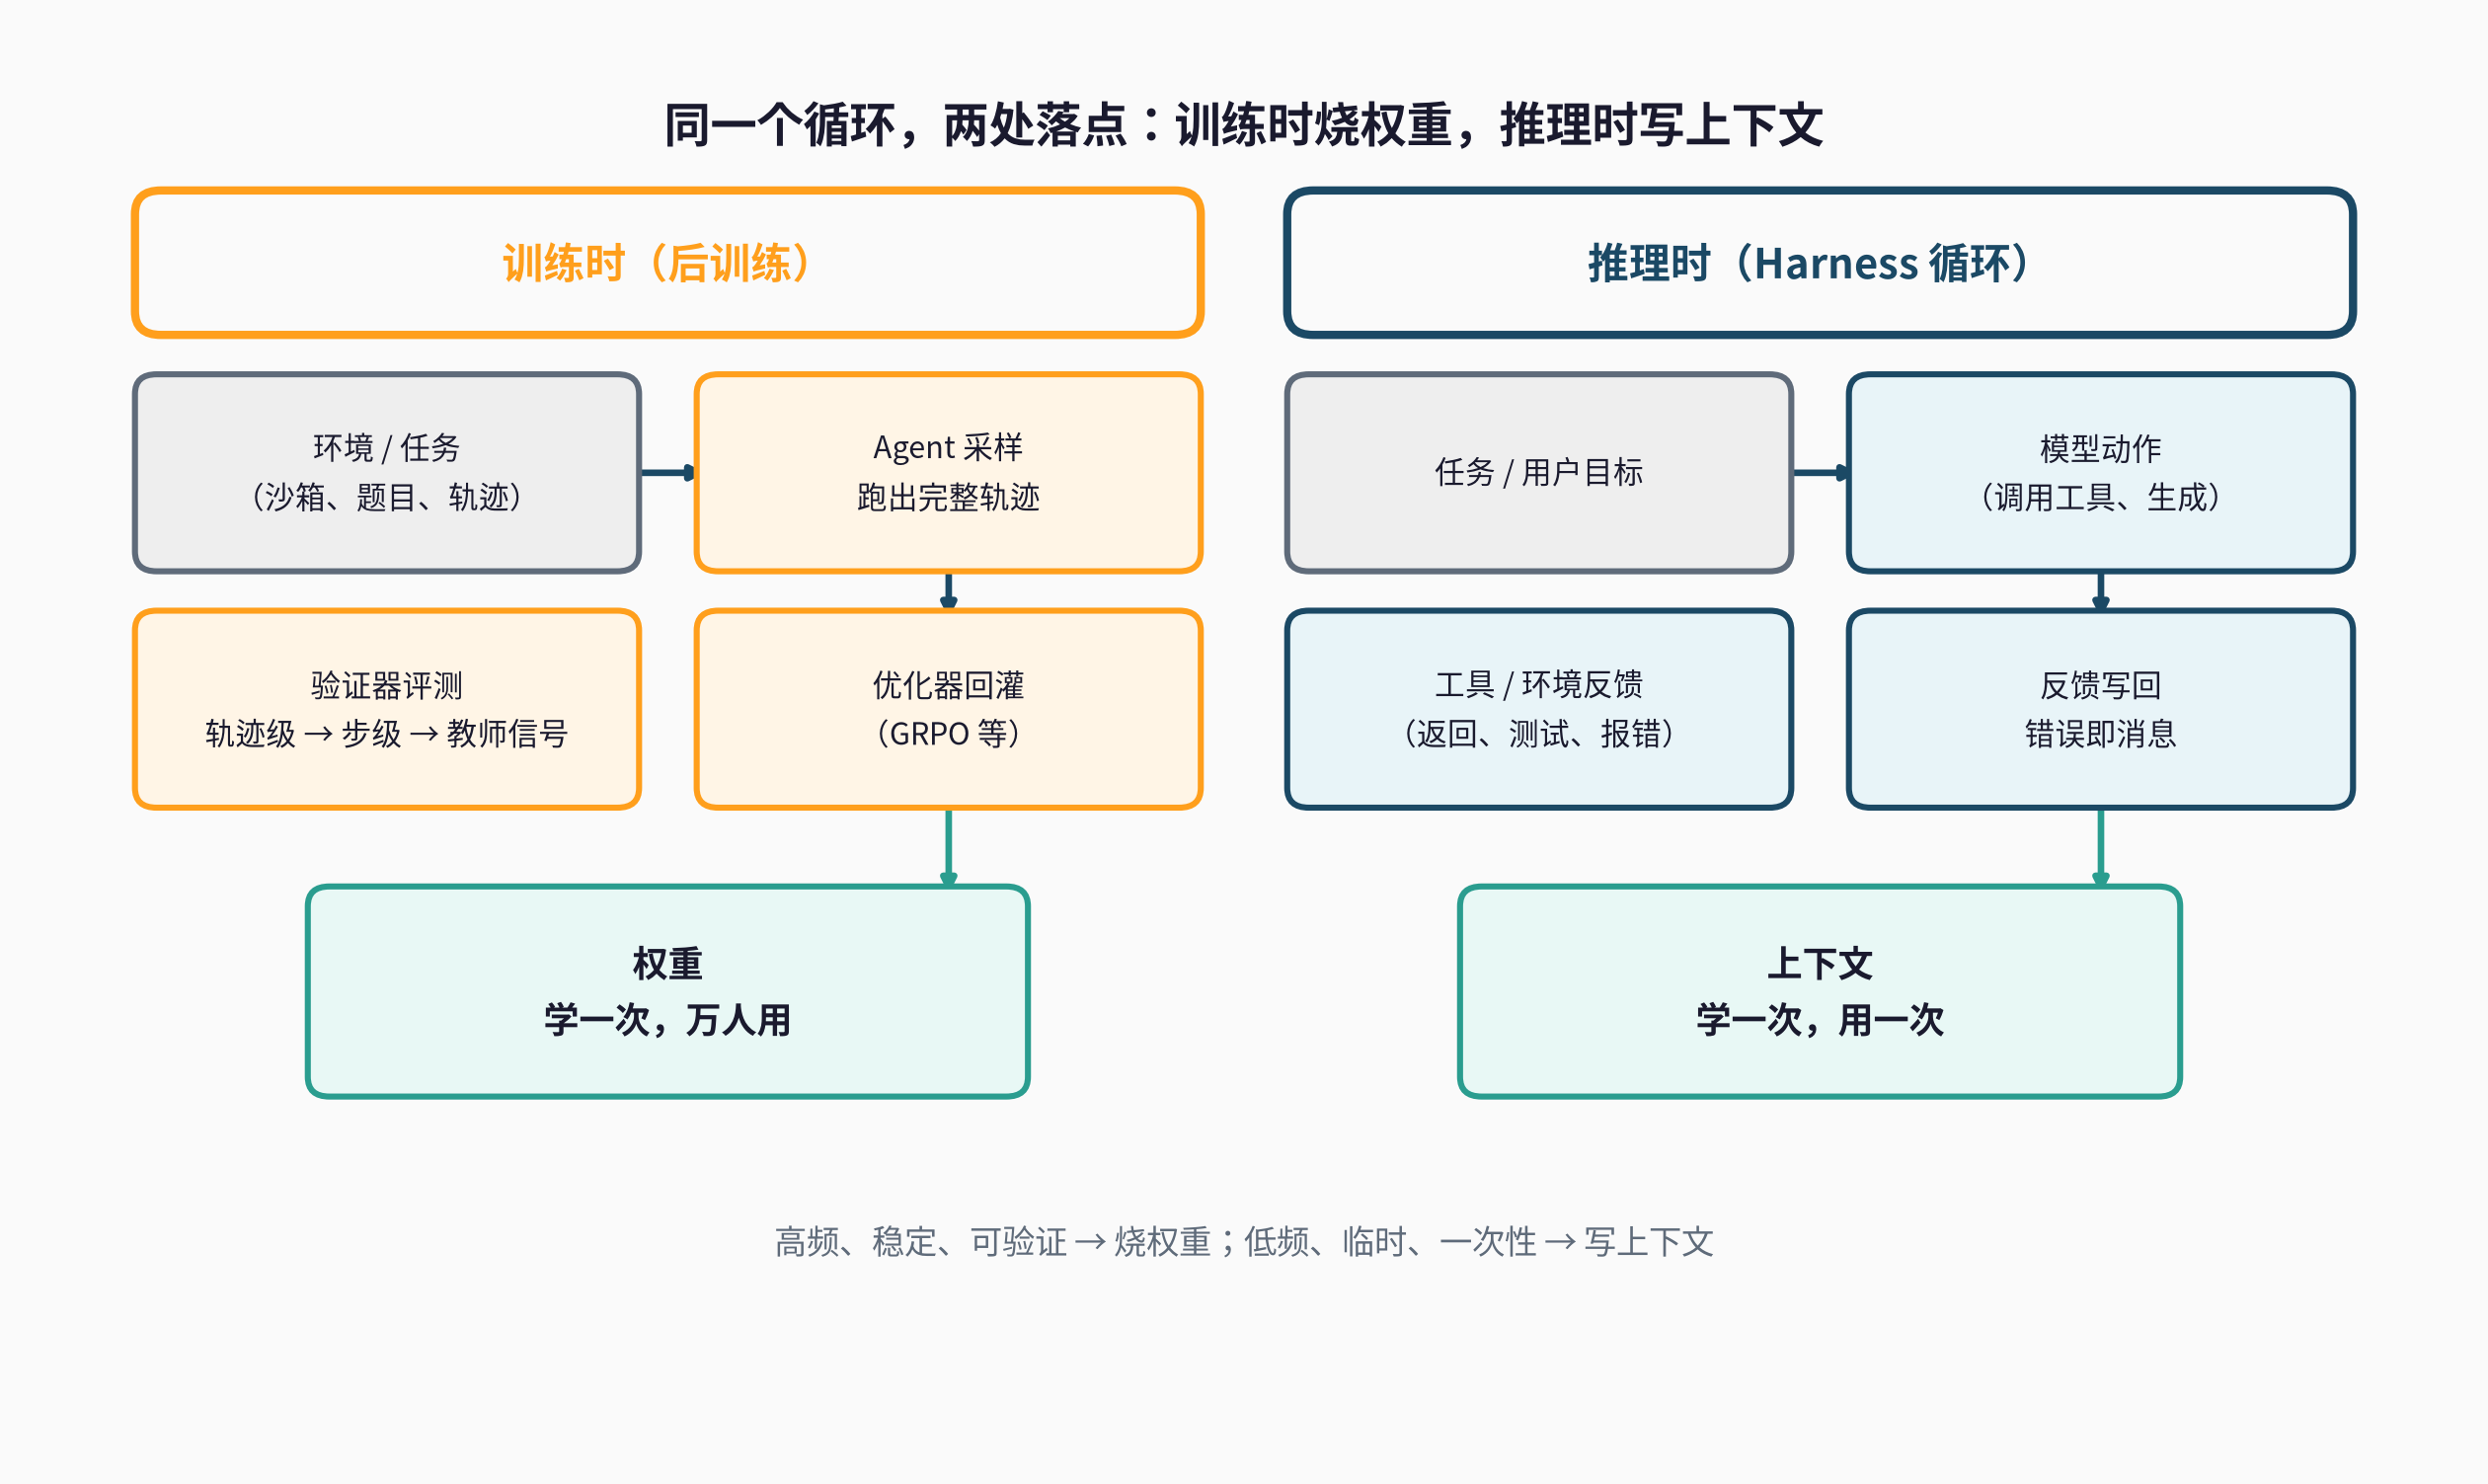 同一个循环，两处落点：训练时烧权重，推理时写上下文
训练时（后训练）
推理时（Harness 循环）
环境 / 任务
（沙箱、题目、轨迹）
Agent 采样
跑出完整轨迹
任务 / 用户目标
模型动作
（调用工具、生成）
验证器评测
轨迹级 → 步级 → 教师信号
优化器回灌
（GRPO 等）
工具 / 环境反馈
（返回、测试、报错）
反馈写回
错误即消息
权重
学一次，万人用
上下文
学一次，用一次
高频、稳定、可验证 → 烧权重；低频、临时、一次性 → 写上下文